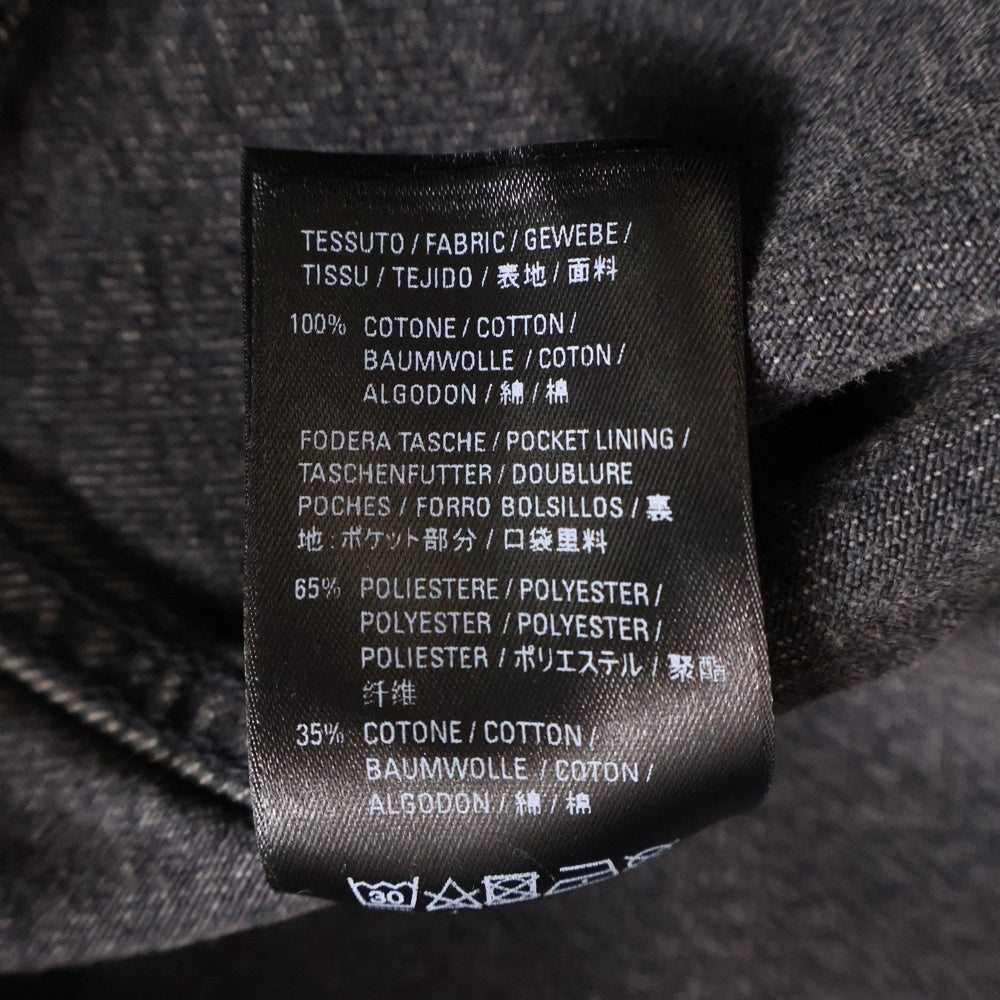 TESSUTO / FABRIC / GEWEBE /
TISSU / TEJIDO / 表地 / 面料
100% COTONE / COTTON /
BAUMWOLLE / COTON /
ALGODON / 綿 / 棉
FODERA TASCHE / POCKET LINING /
TASCHENFUTTER / DOUBLURE
POCHES / FORRO BOLSILLOS / 裏
地 : ポケット部分 / 口袋里料
65% POLIESTERE / POLYESTER /
POLYESTER / POLYESTER /
POLIESTER / ポリエステル / 聚酯
纤维
35% COTONE / COTTON /
BAUMWOLLE / COTON /
ALGODON / 綿 / 棉
30